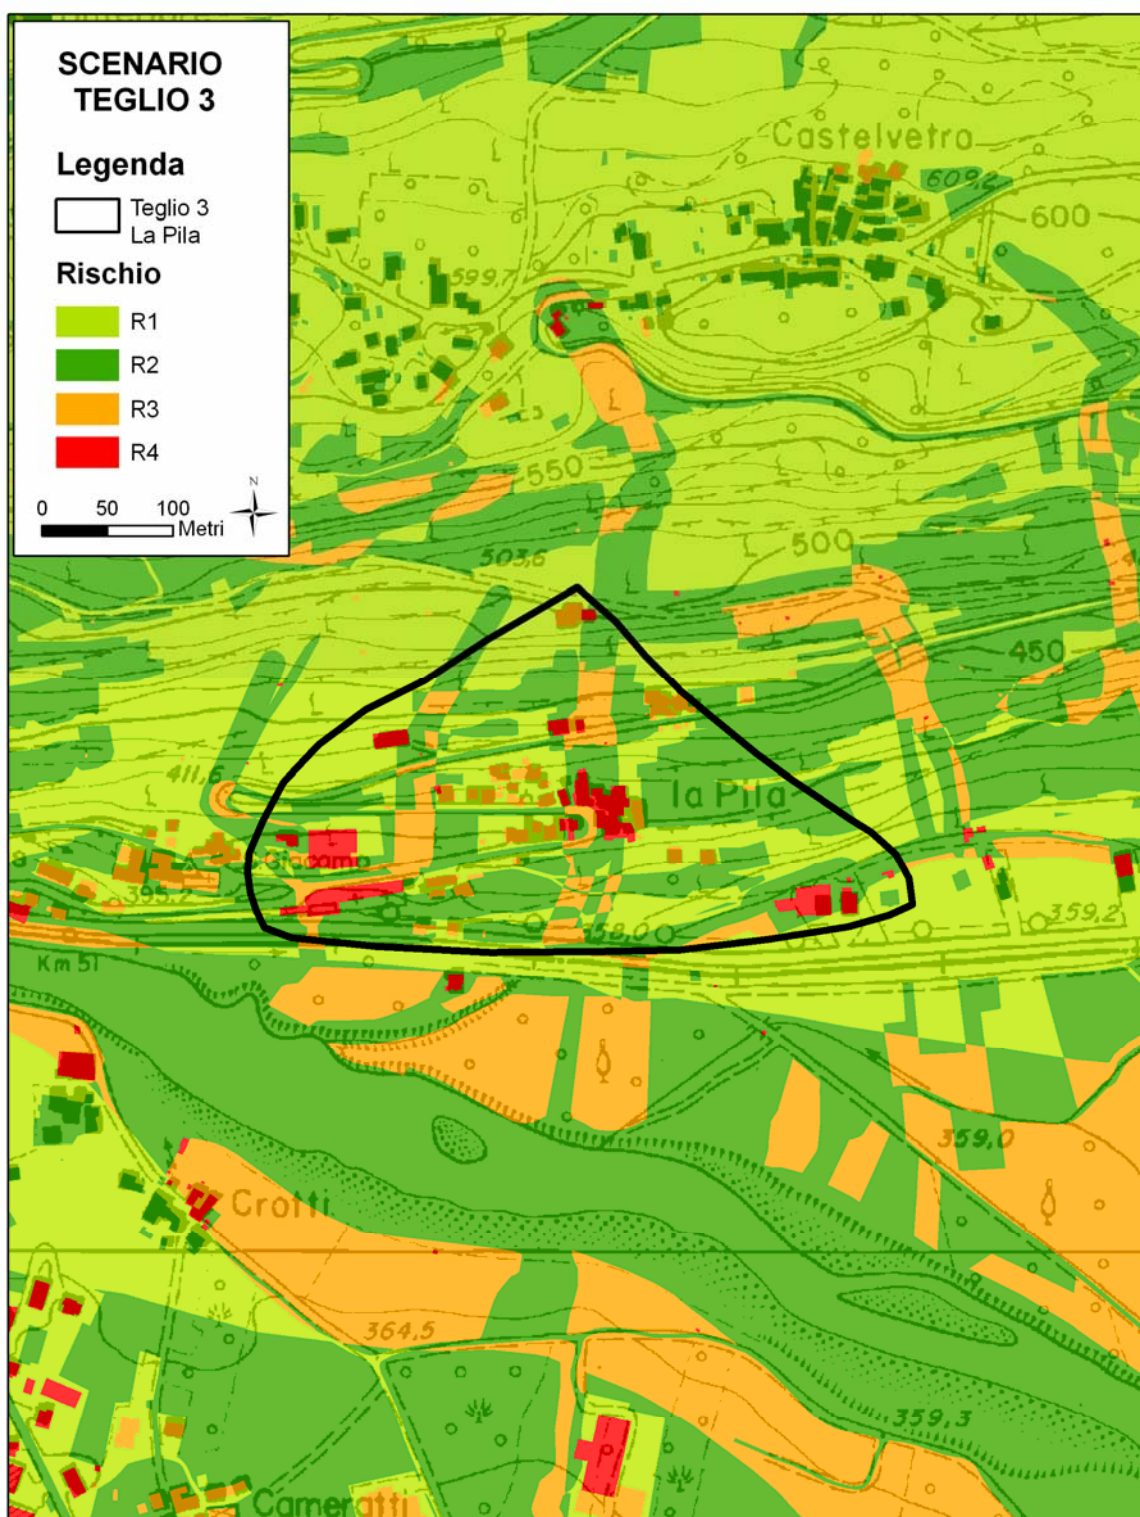 SCENARIO
TEGLIO 3
Legenda
Teglio 3
La Pila
Rischio
R1
R2
R3
R4
N
0 50 100
Metri
Castelvetro
609,2
600
599,7
550
500
503,6
450
411,6
la Pila
S Giacomo
395,2
358,0
359,2
Km 51
359,0
Crotti
364,5
359,3
Cameratti